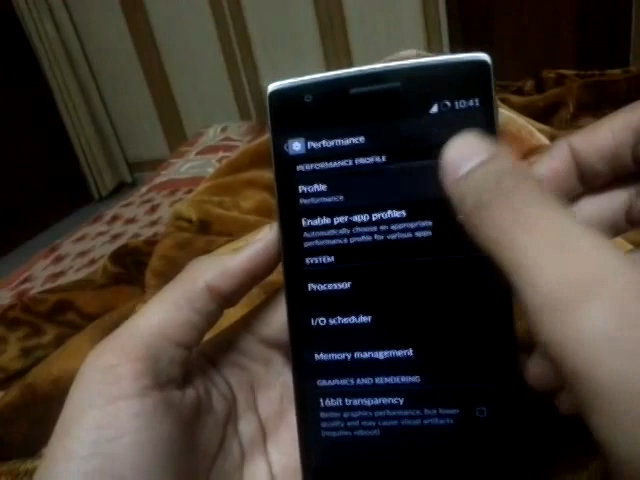 10:41
Performance
PERFORMANCE PROFILE
Profile
Performance
Enable per-app profiles
Automatically choose an appropriate
performance profile for various apps
SYSTEM
Processor
I/O scheduler
Memory management
GRAPHICS AND RENDERING
16bit transparency
Better graphics performance, but lower
quality and may cause visual artifacts
(requires reboot)